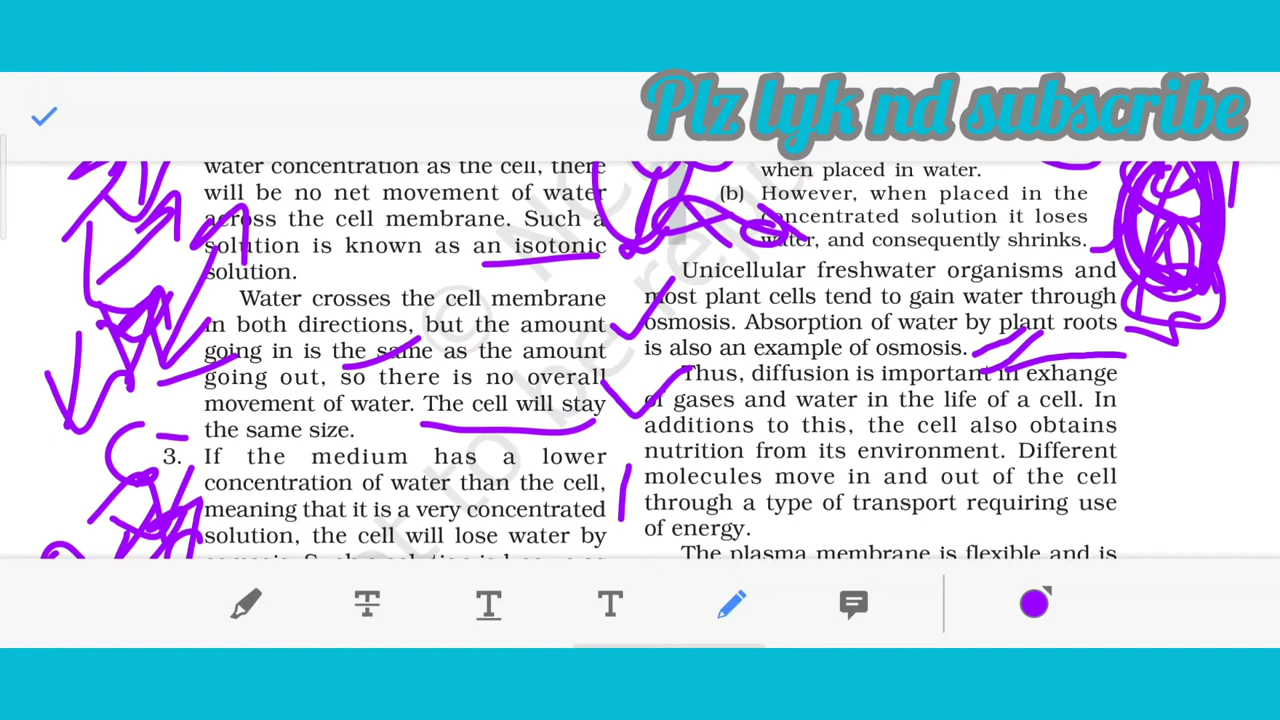 Plz lyk nd subscribe
water concentration as the cell, there
will be no net movement of water
across the cell membrane. Such a
solution is known as an isotonic
solution.
Water crosses the cell membrane
in both directions, but the amount
going in is the same as the amount
going out, so there is no overall
movement of water. The cell will stay
the same size.
3. If the medium has a lower
concentration of water than the cell,
meaning that it is a very concentrated
solution, the cell will lose water by
when placed in water.
(b) However, when placed in the
concentrated solution it loses
water, and consequently shrinks.
Unicellular freshwater organisms and
most plant cells tend to gain water through
osmosis. Absorption of water by plant roots
is also an example of osmosis.
Thus, diffusion is important in exhange
of gases and water in the life of a cell. In
additions to this, the cell also obtains
nutrition from its environment. Different
molecules move in and out of the cell
through a type of transport requiring use
of energy.
The plasma membrane is flexible and is